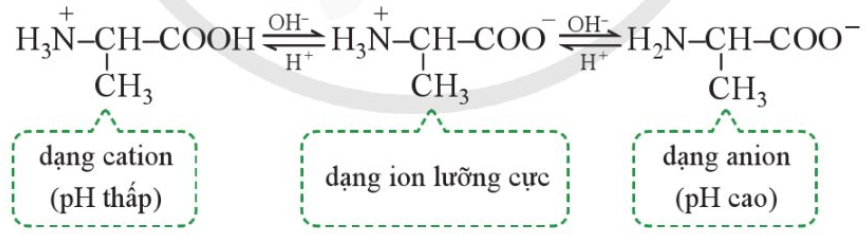 H₃N⁺–CH–COOH ⇌ H₃N⁺–CH–COO⁻ ⇌ H₂N–CH–COO⁻
OH⁻ OH⁻
H⁺ H⁺
CH₃ CH₃ CH₃
dạng cation dạng ion lưỡng cực dạng anion
(pH thấp) (pH cao)